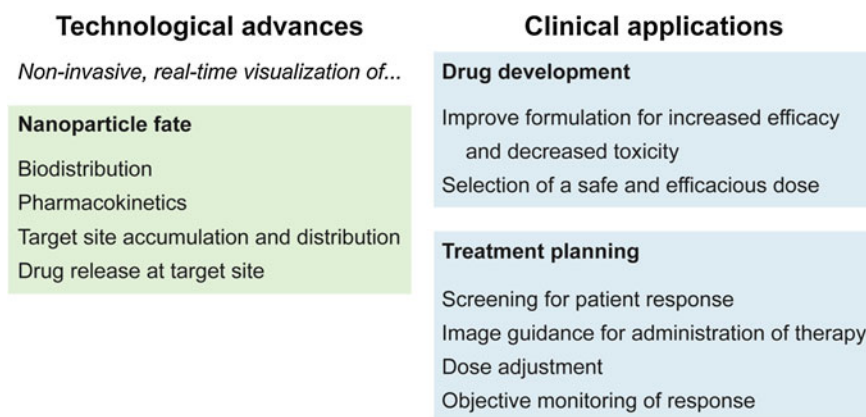 Technological advances
Non-invasive, real-time visualization of...
Nanoparticle fate
Biodistribution
Pharmacokinetics
Target site accumulation and distribution
Drug release at target site
Clinical applications
Drug development
Improve formulation for increased efficacy
and decreased toxicity
Selection of a safe and efficacious dose
Treatment planning
Screening for patient response
Image guidance for administration of therapy
Dose adjustment
Objective monitoring of response